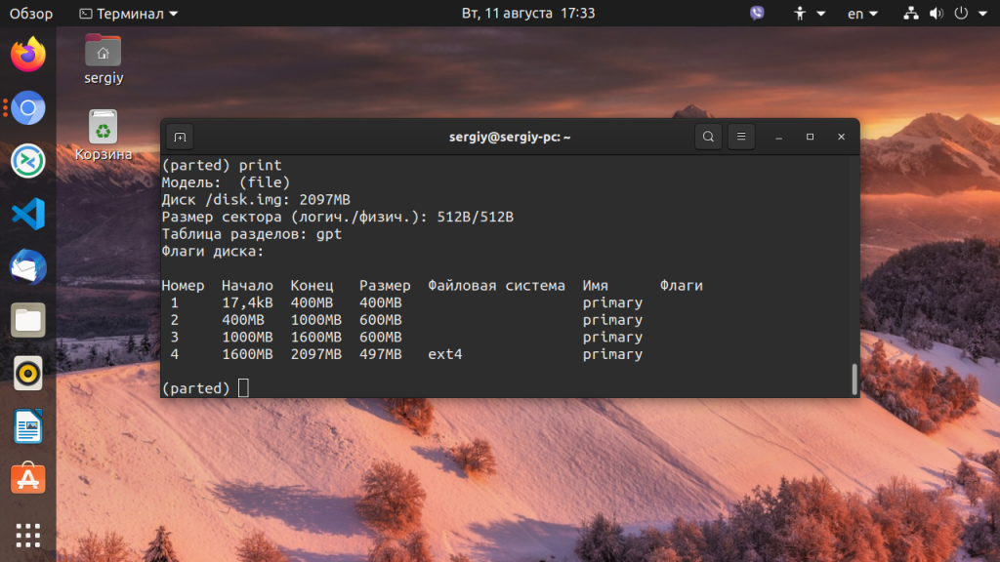 Обзор Терминал Вт, 11 августа 17:33 en
sergiy
Корзина
sergiy@sergiy-pc: ~
(parted) print
Модель:  (file)
Диск /disk.img: 2097MB
Размер сектора (логич./физич.): 512B/512B
Таблица разделов: gpt
Флаги диска:
Номер  Начало  Конец   Размер  Файловая система  Имя      Флаги
1      17,4kB  400MB   400MB                     primary
2      400MB   1000MB  600MB                     primary
3      1000MB  1600MB  600MB                     primary
4      1600MB  2097MB  497MB   ext4              primary
(parted)